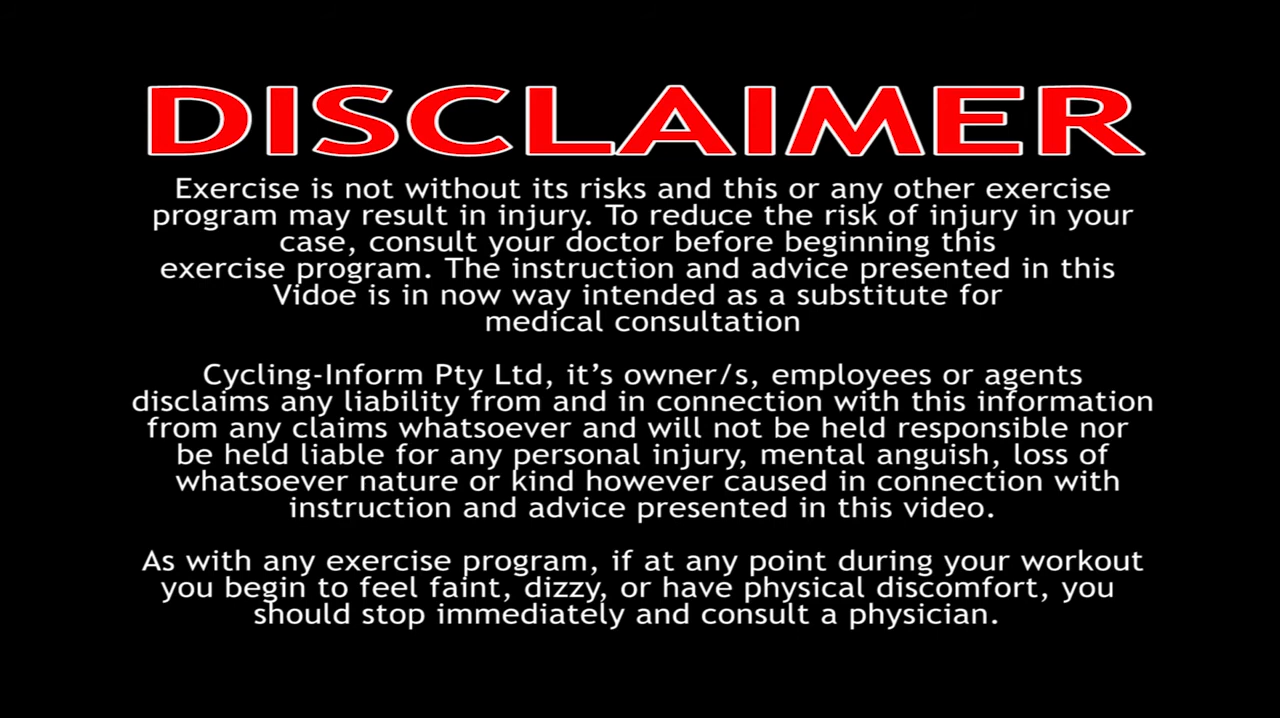 DISCLAIMER
Exercise is not without its risks and this or any other exercise
program may result in injury. To reduce the risk of injury in your
case, consult your doctor before beginning this
exercise program. The instruction and advice presented in this
Vidoe is in now way intended as a substitute for
medical consultation
Cycling-Inform Pty Ltd, it’s owner/s, employees or agents
disclaims any liability from and in connection with this information
from any claims whatsoever and will not be held responsible nor
be held liable for any personal injury, mental anguish, loss of
whatsoever nature or kind however caused in connection with
instruction and advice presented in this video.
As with any exercise program, if at any point during your workout
you begin to feel faint, dizzy, or have physical discomfort, you
should stop immediately and consult a physician.